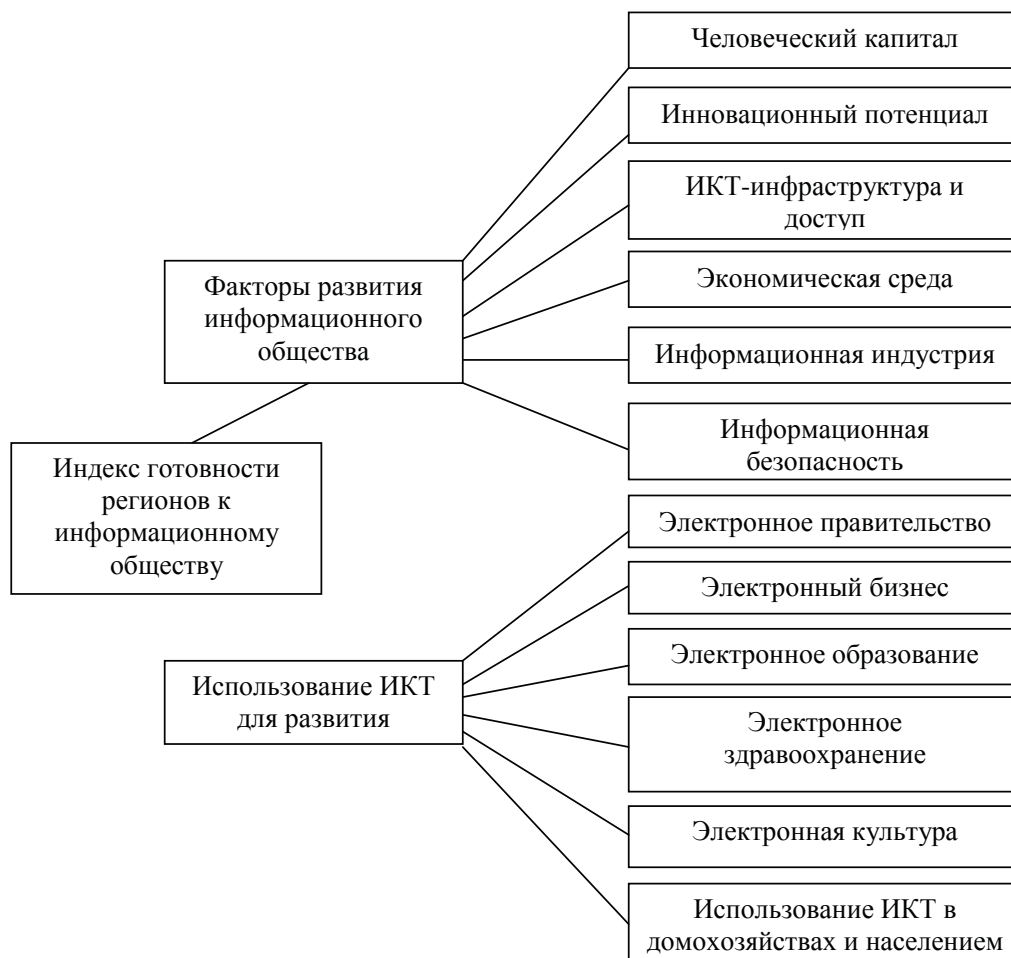 Человеческий капитал
Инновационный потенциал
ИКТ-инфраструктура и
доступ
Факторы развития
информационного
общества
Экономическая среда
Информационная индустрия
Информационная
безопасность
Индекс готовности
регионов к
информационному
обществу
Электронное правительство
Электронный бизнес
Электронное образование
Использование ИКТ
для развития
Электронное
здравоохранение
Электронная культура
Использование ИКТ в
домохозяйствах и населением